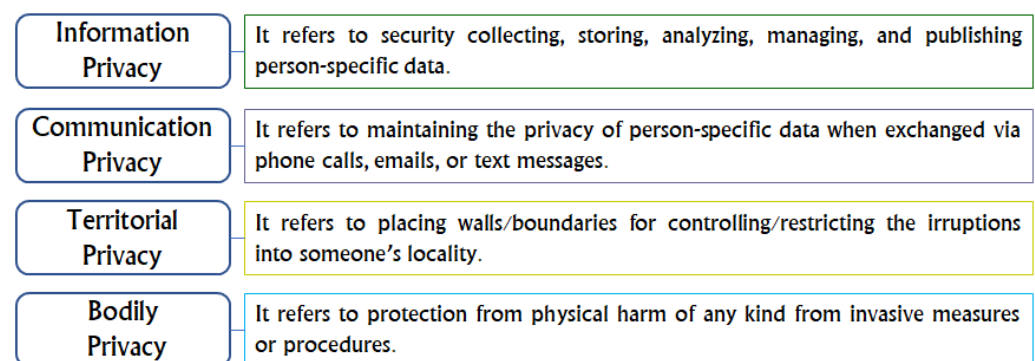 Information
Privacy
It refers to security collecting, storing, analyzing, managing, and publishing
person-specific data.
Communication
Privacy
It refers to maintaining the privacy of person-specific data when exchanged via
phone calls, emails, or text messages.
Territorial
Privacy
It refers to placing walls/boundaries for controlling/restricting the irruptions
into someone's locality.
Bodily
Privacy
It refers to protection from physical harm of any kind from invasive measures
or procedures.